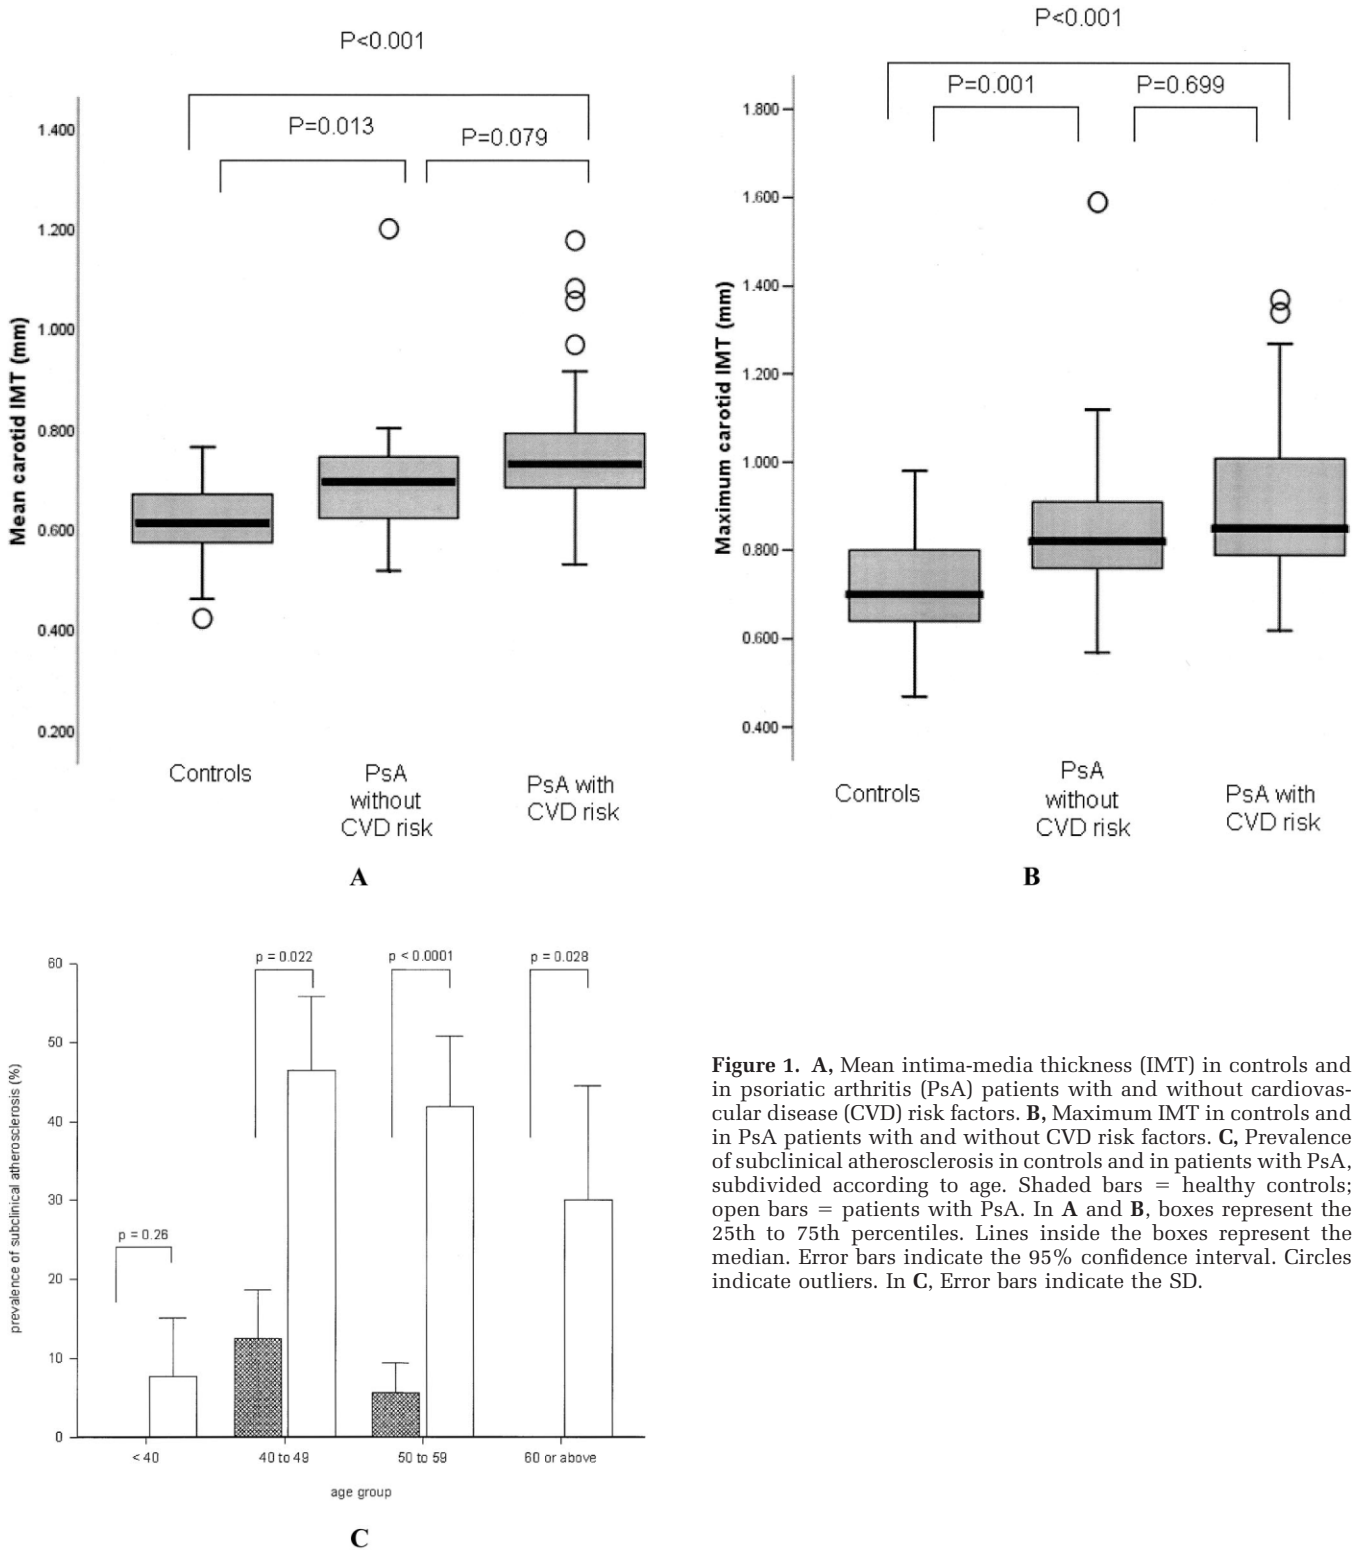 P<0.001
P=0.013
P=0.079
1.400
1.200
1.000
0.800
0.600
0.400
0.200
Mean carotid IMT (mm)
Controls
PsA
without
CVD risk
PsA with
CVD risk
A
P<0.001
P=0.001
P=0.699
1.800
1.600
1.400
1.200
1.000
0.800
0.600
0.400
Maximum carotid IMT (mm)
Controls
PsA
without
CVD risk
PsA with
CVD risk
B
p = 0.26
p = 0.022
p < 0.0001
p = 0.028
60
50
40
30
20
10
0
prevalence of subclinical atherosclerosis (%)
< 40
40 to 49
50 to 59
60 or above
age group
C
Figure 1. A, Mean intima-media thickness (IMT) in controls and
in psoriatic arthritis (PsA) patients with and without cardiovas-
cular disease (CVD) risk factors. B, Maximum IMT in controls and
in PsA patients with and without CVD risk factors. C, Prevalence
of subclinical atherosclerosis in controls and in patients with PsA,
subdivided according to age. Shaded bars = healthy controls;
open bars = patients with PsA. In A and B, boxes represent the
25th to 75th percentiles. Lines inside the boxes represent the
median. Error bars indicate the 95% confidence interval. Circles
indicate outliers. In C, Error bars indicate the SD.